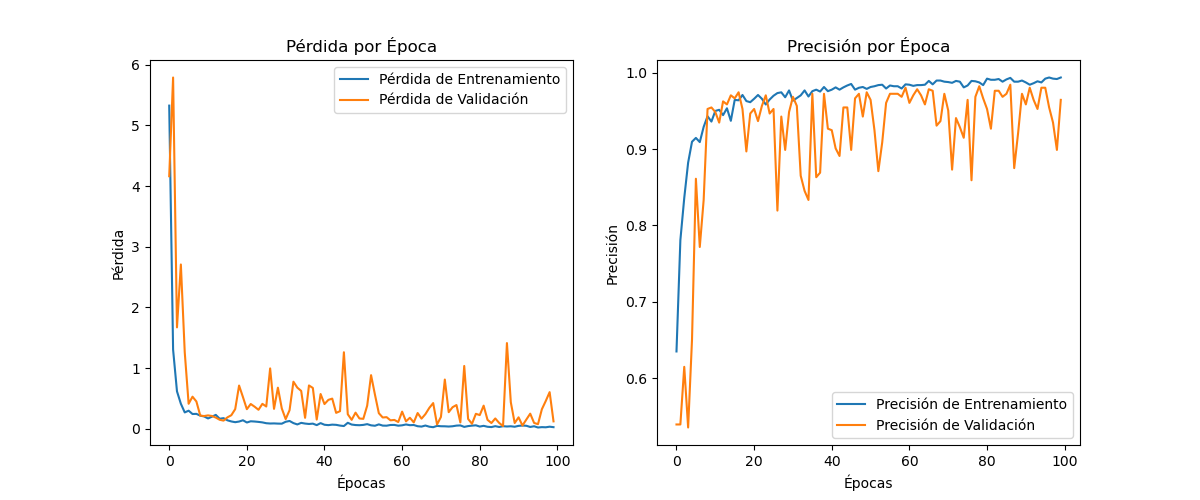 Pérdida por Época
Pérdida de Entrenamiento
Pérdida de Validación
Pérdida
6
5
4
3
2
1
0
0 20 40 60 80 100
Épocas
Precisión por Época
Precisión
1.0
0.9
0.8
0.7
0.6
Precisión de Entrenamiento
Precisión de Validación
0 20 40 60 80 100
Épocas